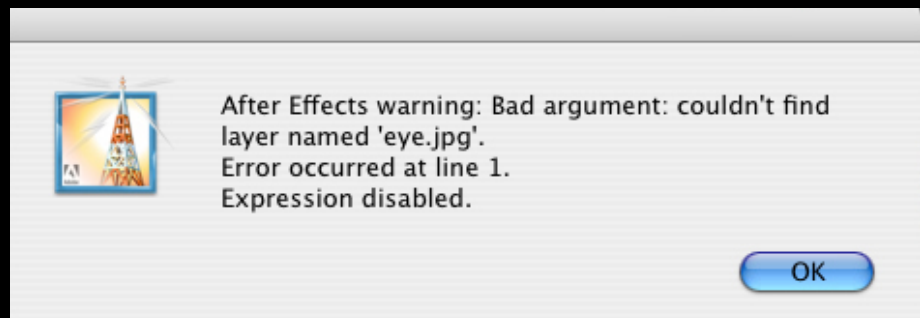 After Effects warning: Bad argument: couldn't find
layer named 'eye.jpg'.
Error occurred at line 1.
Expression disabled.
OK